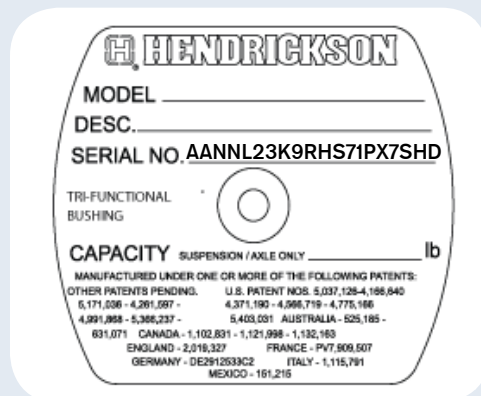 H HENDRICKSON
MODEL
DESC.
SERIAL NO. AANNL23K9RHS71PX7SHD
TRI-FUNCTIONAL
BUSHING
CAPACITY SUSPENSION / AXLE ONLY lb
MANUFACTURED UNDER ONE OR MORE OF THE FOLLOWING PATENTS:
OTHER PATENTS PENDING. U.S. PATENT NOS. 5,037,126-4,166,640
5,171,036 - 4,261,597 - 4,371,190 - 4,566,719 - 4,775,166
4,991,868 - 5,366,237 - 5,403,031 AUSTRALIA - 525,185 -
631,071 CANADA - 1,102,831 - 1,121,998 - 1,132,163
ENGLAND - 2,019,327 FRANCE - PV7,909,507
GERMANY - DE2912533C2 ITALY - 1,115,791
MEXICO - 151,215